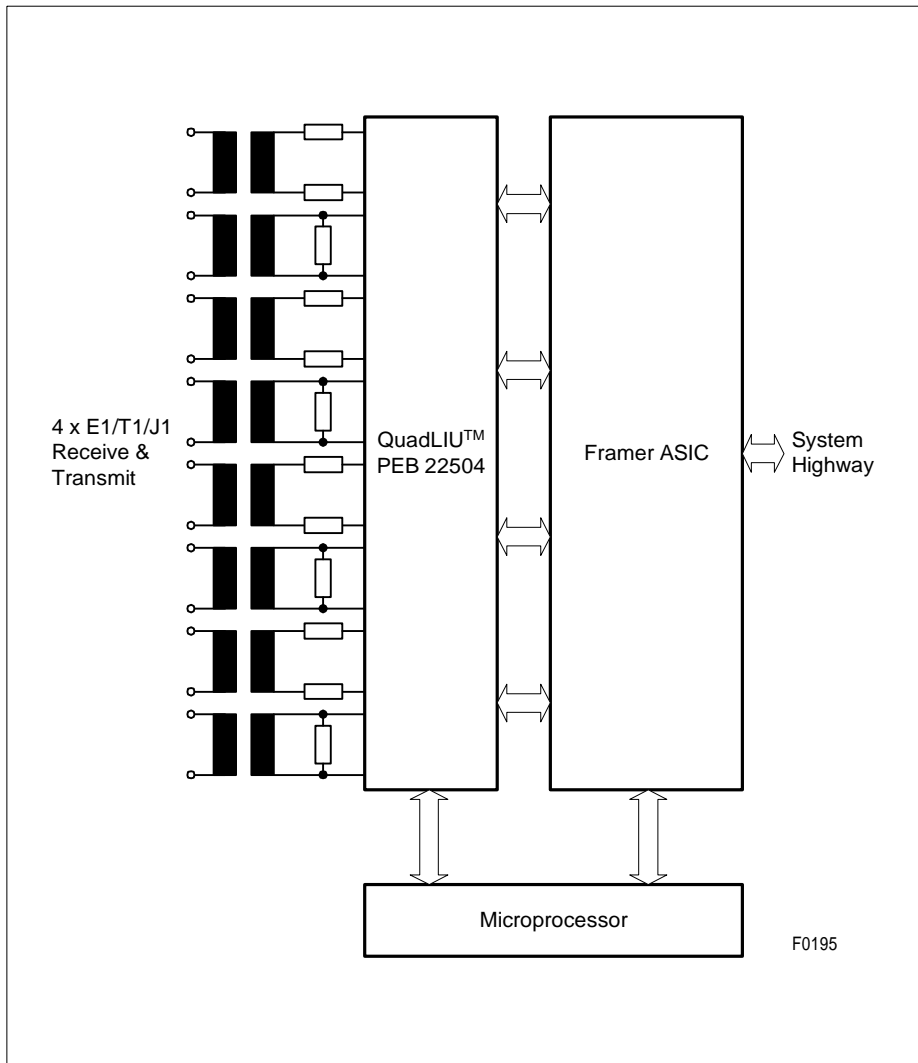 4 x E1/T1/J1
Receive &
Transmit
QuadLIU™
PEB 22504
Framer ASIC
System
Highway
Microprocessor
F0195